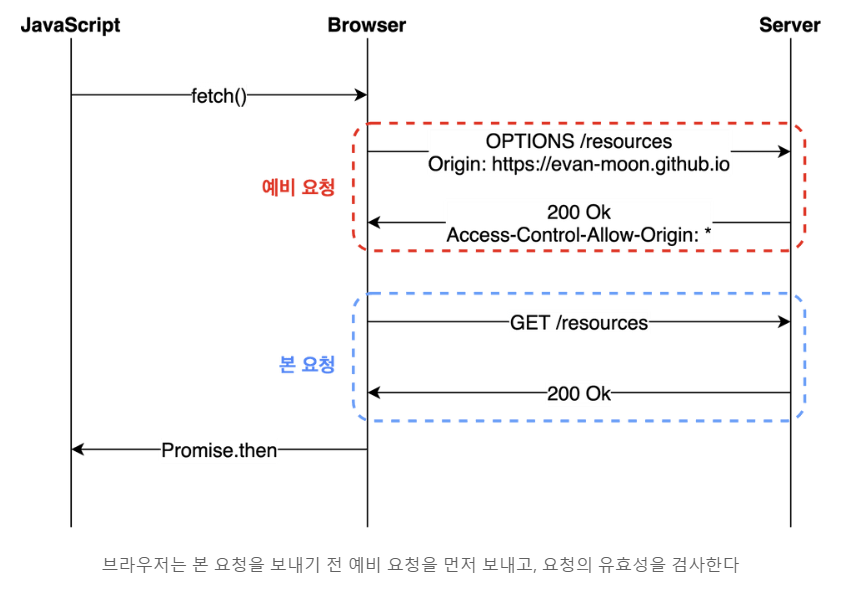 JavaScript
Browser
Server
fetch()
OPTIONS /resources
Origin: https://evan-moon.github.io
예비 요청
200 Ok
Access-Control-Allow-Origin: *
GET /resources
본 요청
200 Ok
Promise.then
브라우저는 본 요청을 보내기 전 예비 요청을 먼저 보내고, 요청의 유효성을 검사한다